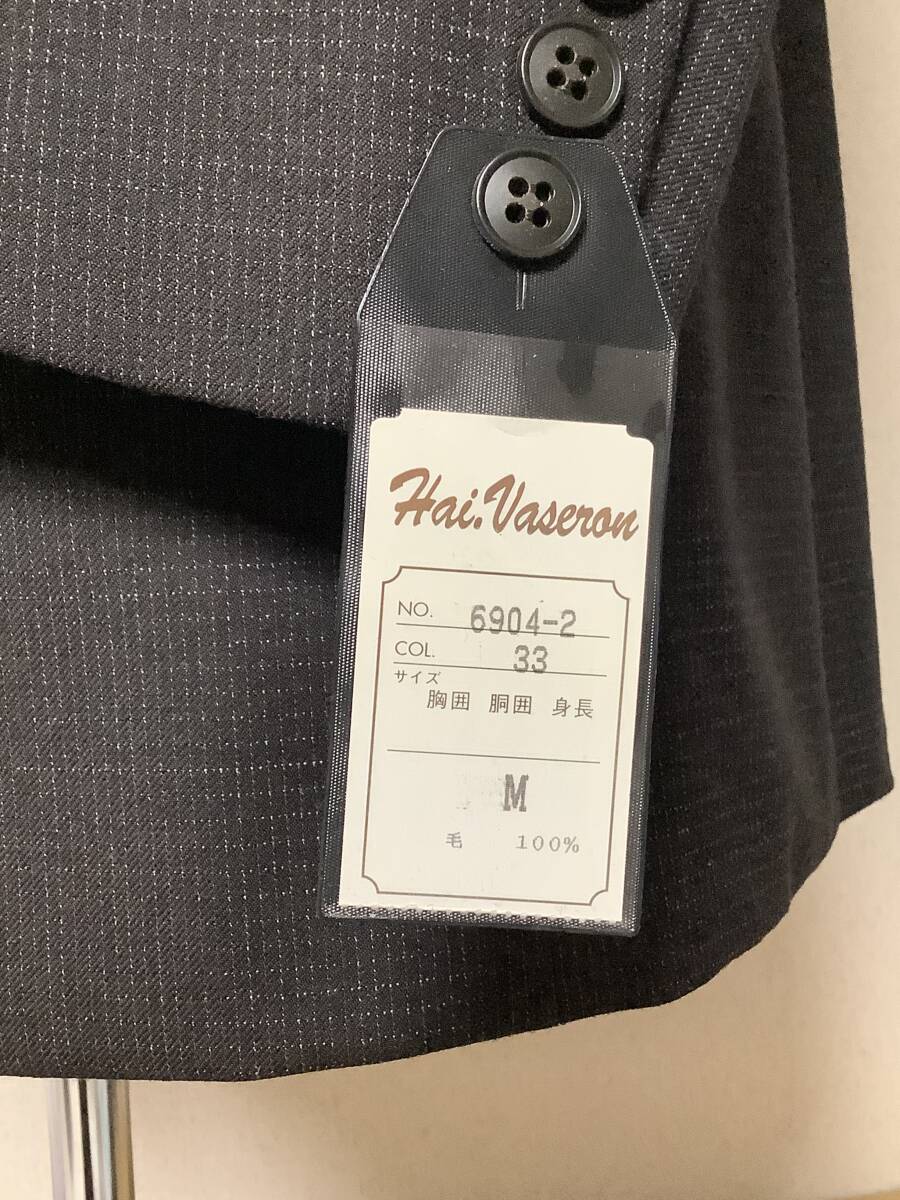 Hai.Vaseron
NO. 6904-2
COL. 33
サイズ
胸囲 胴囲 身長
M
毛 100%